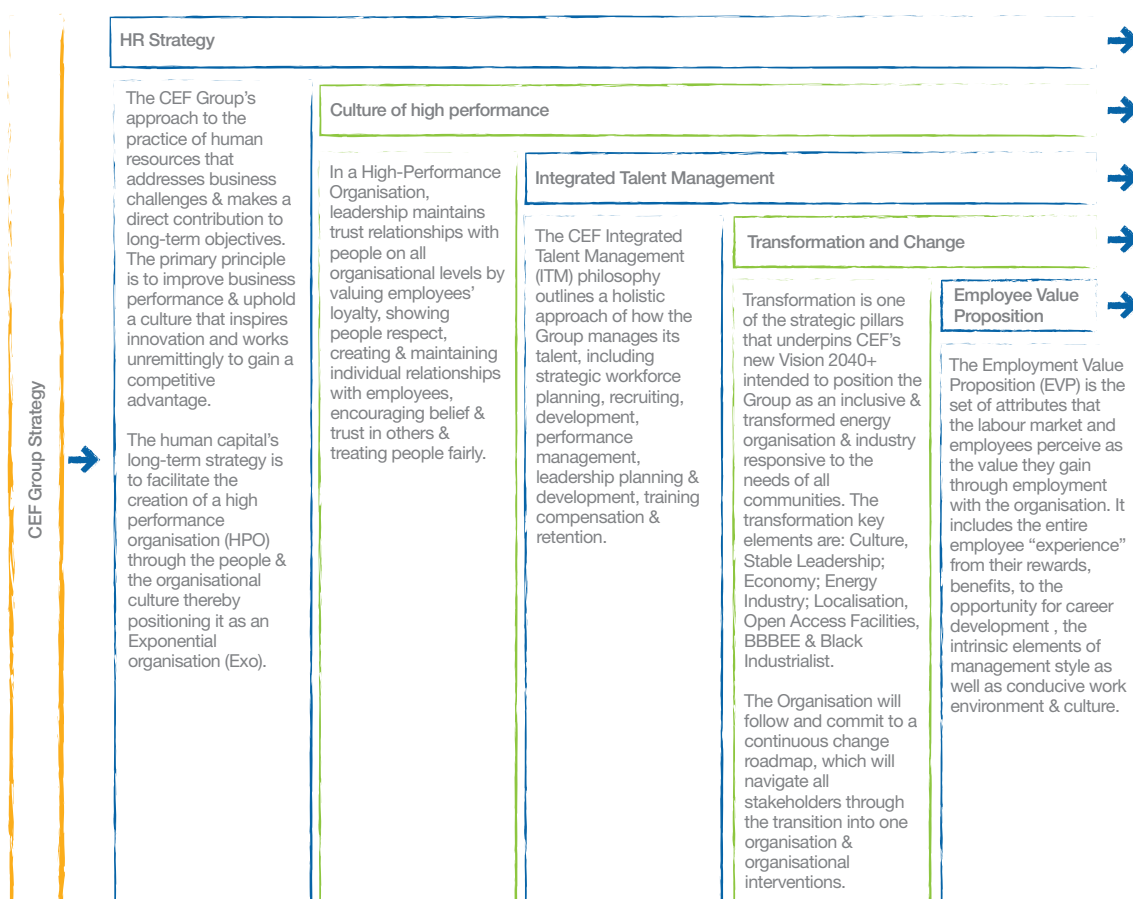 CEF Group Strategy
HR Strategy
The CEF Group's
approach to the
practice of human
resources that
addresses business
challenges & makes a
direct contribution to
long-term objectives.
The primary principle
is to improve business
performance & uphold
a culture that inspires
innovation and works
unremittingly to gain a
competitive
advantage.
The human capital's
long-term strategy is
to facilitate the
creation of a high
performance
organisation (HPO)
through the people &
the organisational
culture thereby
positioning it as an
Exponential
organisation (Exo).
Culture of high performance
In a High-Performance
Organisation,
leadership maintains
trust relationships with
people on all
organisational levels by
valuing employees'
loyalty, showing
people respect,
creating & maintaining
individual relationships
with employees,
encouraging belief &
trust in others &
treating people fairly.
Integrated Talent Management
The CEF Integrated
Talent Management
(ITM) philosophy
outlines a holistic
approach of how the
Group manages its
talent, including
strategic workforce
planning, recruiting,
development,
performance
management,
leadership planning &
development, training
compensation &
retention.
Transformation and Change
Transformation is one
of the strategic pillars
that underpins CEF's
new Vision 2040+
intended to position the
Group as an inclusive &
transformed energy
organisation & industry
responsive to the
needs of all
communities. The
transformation key
elements are: Culture,
Stable Leadership;
Economy; Energy
Industry; Localisation,
Open Access Facilities,
BBBEE & Black
Industrialist.
The Organisation will
follow and commit to a
continuous change
roadmap, which will
navigate all
stakeholders through
the transition into one
organisation &
organisational
interventions.
Employee Value
Proposition
The Employment Value
Proposition (EVP) is the
set of attributes that
the labour market and
employees perceive as
the value they gain
through employment
with the organisation. It
includes the entire
employee “experience”
from their rewards,
benefits, to the
opportunity for career
development , the
intrinsic elements of
management style as
well as conducive work
environment & culture.